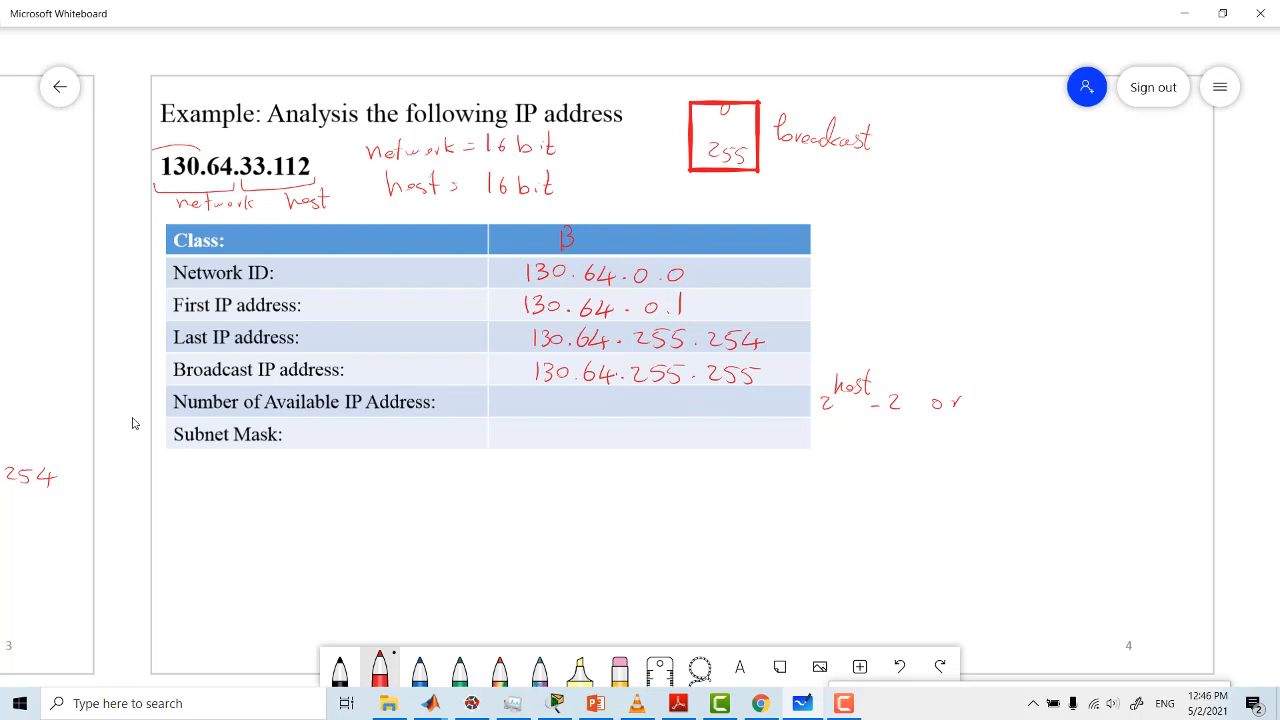 Microsoft Whiteboard
Sign out
Example: Analysis the following IP address
130.64.33.112
network host
network = 16 bit
host = 16 bit
0
255
broadcast
Class: B
Network ID: 130.64.0.0
First IP address: 130.64.0.1
Last IP address: 130.64.255.254
Broadcast IP address: 130.64.255.255
Number of Available IP Address: 2^host - 2 or
Subnet Mask:
254
3
4
A
Type here to search
ENG
12:46 PM
5/2/2021
2